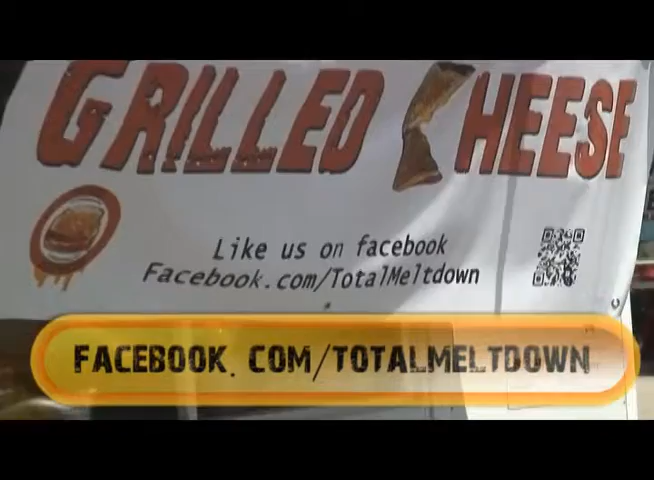 GRILLED CHEESE
Like us on facebook
Facebook.com/TotalMeltdown
FACEBOOK. COM/TOTALMELTDOWN